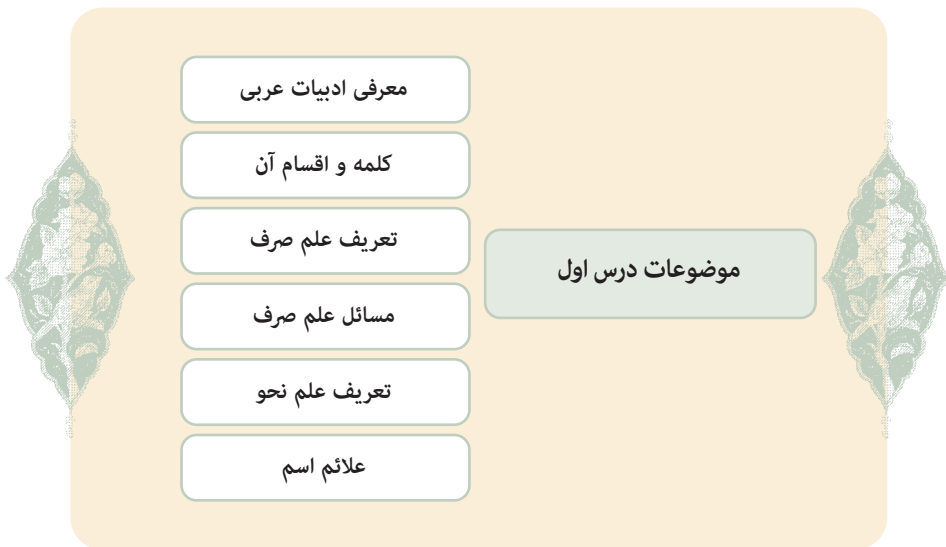 موضوعات درس اول
معرفی ادبیات عربی
کلمه و اقسام آن
تعریف علم صرف
مسائل علم صرف
تعریف علم نحو
علائم اسم